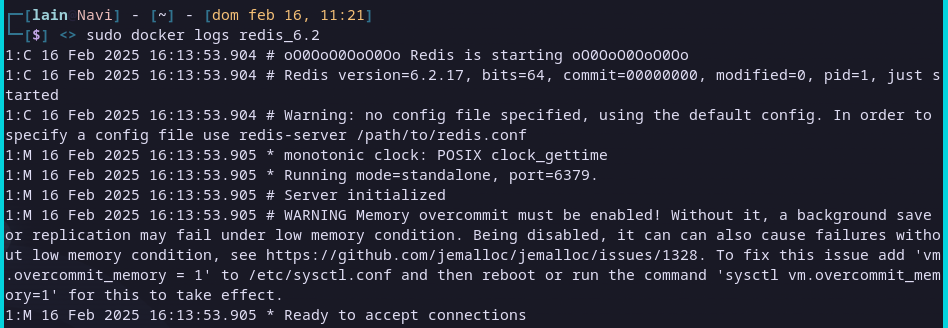 ┌─[lain Navi] - [~] - [dom feb 16, 11:21]
└─[$] <> sudo docker logs redis_6.2
1:C 16 Feb 2025 16:13:53.904 # oO0OoO0OoO0Oo Redis is starting oO0OoO0OoO0Oo
1:C 16 Feb 2025 16:13:53.904 # Redis version=6.2.17, bits=64, commit=00000000, modified=0, pid=1, just s
tarted
1:C 16 Feb 2025 16:13:53.904 # Warning: no config file specified, using the default config. In order to
specify a config file use redis-server /path/to/redis.conf
1:M 16 Feb 2025 16:13:53.905 * monotonic clock: POSIX clock_gettime
1:M 16 Feb 2025 16:13:53.905 * Running mode=standalone, port=6379.
1:M 16 Feb 2025 16:13:53.905 # Server initialized
1:M 16 Feb 2025 16:13:53.905 # WARNING Memory overcommit must be enabled! Without it, a background save
or replication may fail under low memory condition. Being disabled, it can can also cause failures witho
ut low memory condition, see https://github.com/jemalloc/jemalloc/issues/1328. To fix this issue add 'vm
.overcommit_memory = 1' to /etc/sysctl.conf and then reboot or run the command 'sysctl vm.overcommit_mem
ory=1' for this to take effect.
1:M 16 Feb 2025 16:13:53.905 * Ready to accept connections